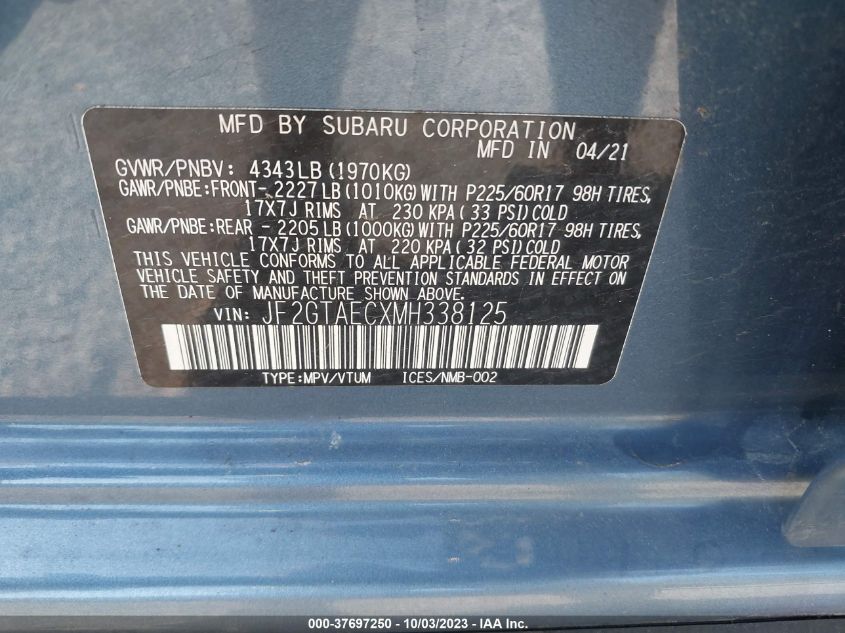 MFD BY SUBARU CORPORATION
MFD IN 04/21
GVWR/PNBV: 4343LB(1970KG)
GAWR/PNBE:FRONT- 2227LB(1010KG)WITH P225/60R17 98H TIRES,
17X7J RIMS AT 230 KPA(33 PSI)COLD
GAWR/PNBE:REAR - 2205LB(1000KG)WITH P225/60R17 98H TIRES,
17X7J RIMS AT 220 KPA(32 PSI)COLD
THIS VEHICLE CONFORMS TO ALL APPLICABLE FEDERAL MOTOR
VEHICLE SAFETY AND THEFT PREVENTION STANDARDS IN EFFECT ON
THE DATE OF MANUFACTURE SHOWN ABOVE.
VIN: JF2GTAECXMH338125
TYPE:MPV/VTUM ICES/NMB-002
000-37697250 - 10/03/2023 - IAA Inc.